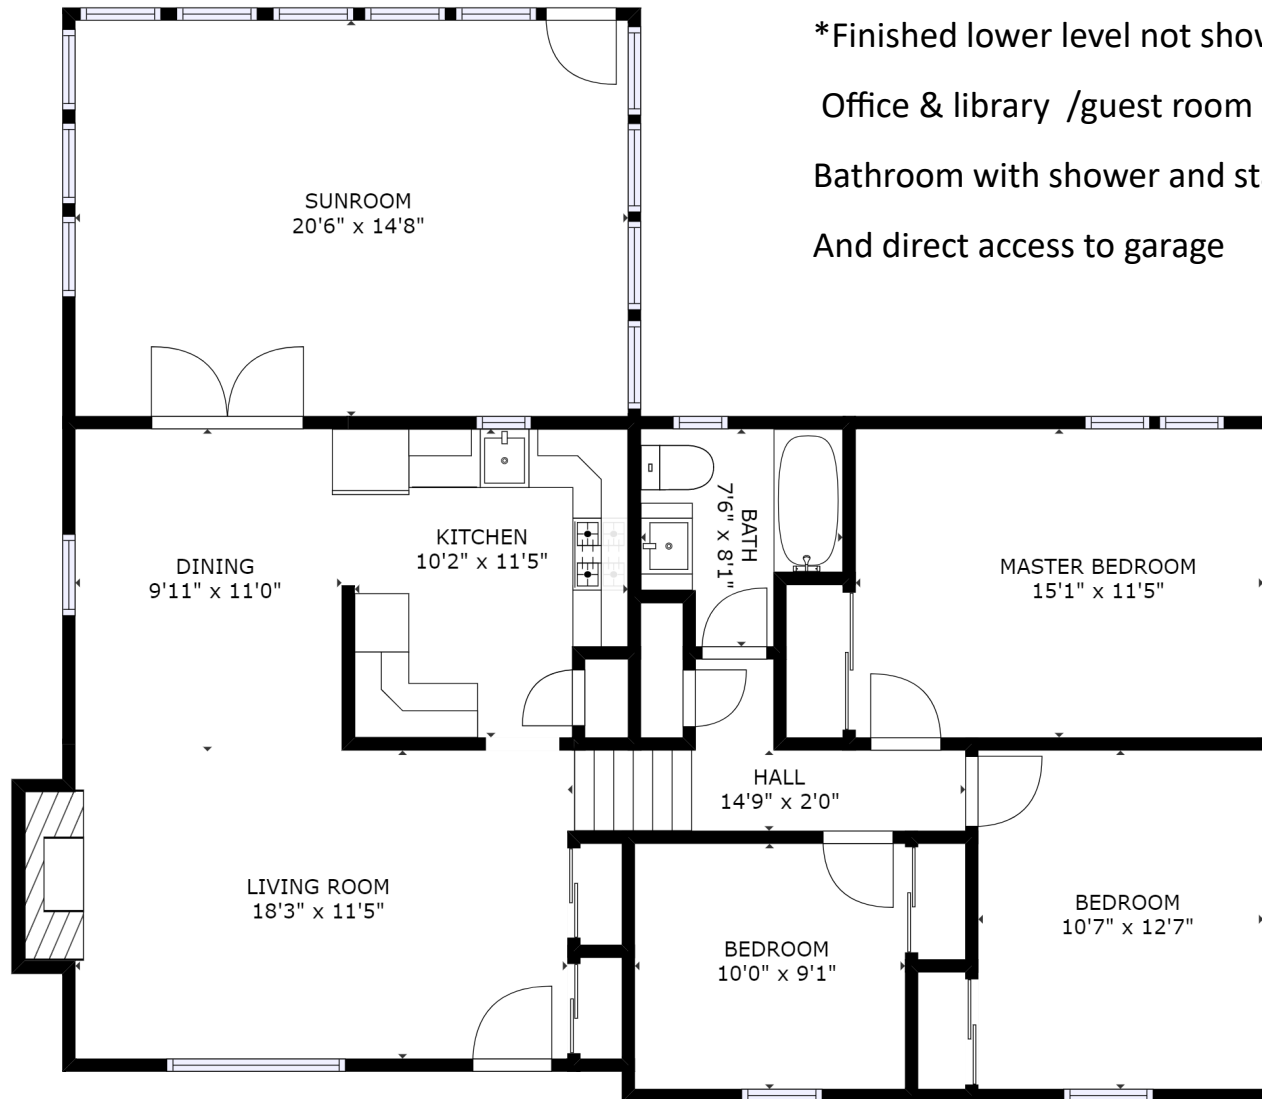 *Finished lower level not
Office & library /guest room
Bathroom with shower and
And direct access to garage
SUNROOM
20'6" x 14'8"
KITCHEN
10'2" x 11'5"
DINING
9'11" x 11'0"
BATH
7'6" x 8'1"
MASTER BEDROOM
15'1" x 11'5"
HALL
14'9" x 2'0"
LIVING ROOM
18'3" x 11'5"
BEDROOM
10'0" x 9'1"
BEDROOM
10'7" x 12'7"